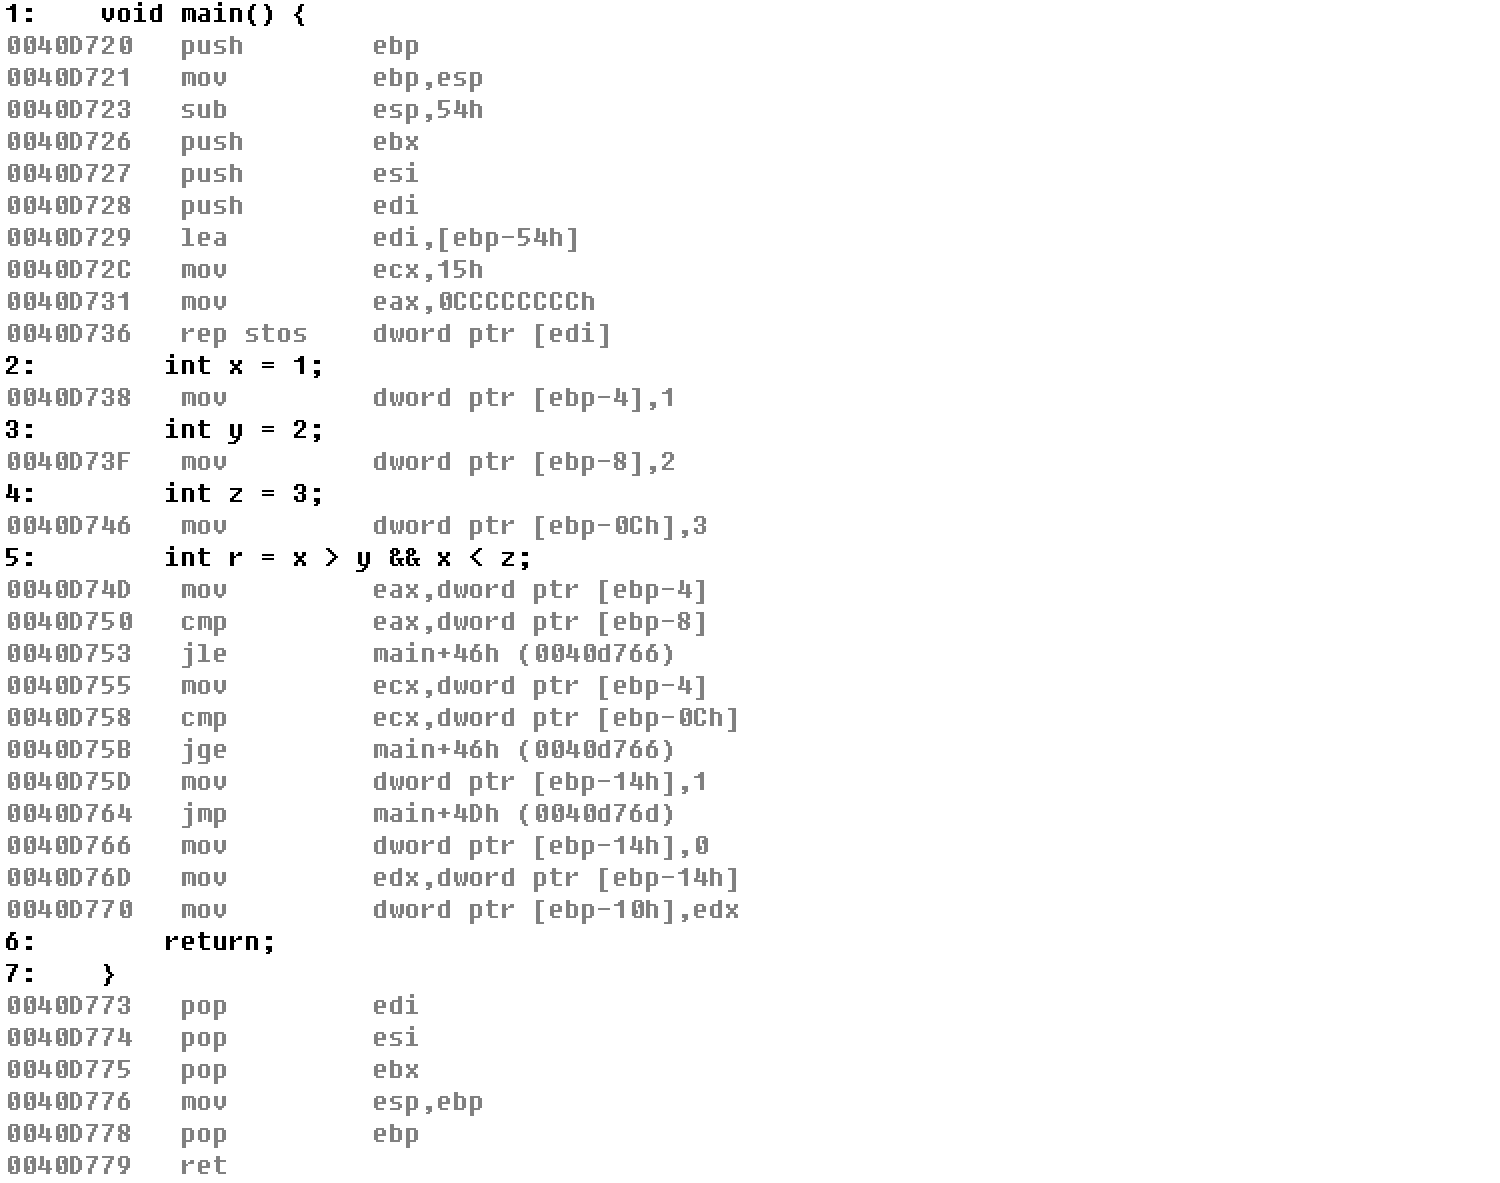 1:    void main() {
0040D720   push        ebp
0040D721   mov         ebp,esp
0040D723   sub         esp,54h
0040D726   push        ebx
0040D727   push        esi
0040D728   push        edi
0040D729   lea         edi,[ebp-54h]
0040D72C   mov         ecx,15h
0040D731   mov         eax,0CCCCCCCCh
0040D736   rep stos    dword ptr [edi]
2:        int x = 1;
0040D738   mov         dword ptr [ebp-4],1
3:        int y = 2;
0040D73F   mov         dword ptr [ebp-8],2
4:        int z = 3;
0040D746   mov         dword ptr [ebp-0Ch],3
5:        int r = x > y && x < z;
0040D74D   mov         eax,dword ptr [ebp-4]
0040D750   cmp         eax,dword ptr [ebp-8]
0040D753   jle         main+46h (0040d766)
0040D755   mov         ecx,dword ptr [ebp-4]
0040D758   cmp         ecx,dword ptr [ebp-0Ch]
0040D75B   jge         main+46h (0040d766)
0040D75D   mov         dword ptr [ebp-14h],1
0040D764   jmp         main+4Dh (0040d76d)
0040D766   mov         dword ptr [ebp-14h],0
0040D76D   mov         edx,dword ptr [ebp-14h]
0040D770   mov         dword ptr [ebp-10h],edx
6:        return;
7:    }
0040D773   pop         edi
0040D774   pop         esi
0040D775   pop         ebx
0040D776   mov         esp,ebp
0040D778   pop         ebp
0040D779   ret